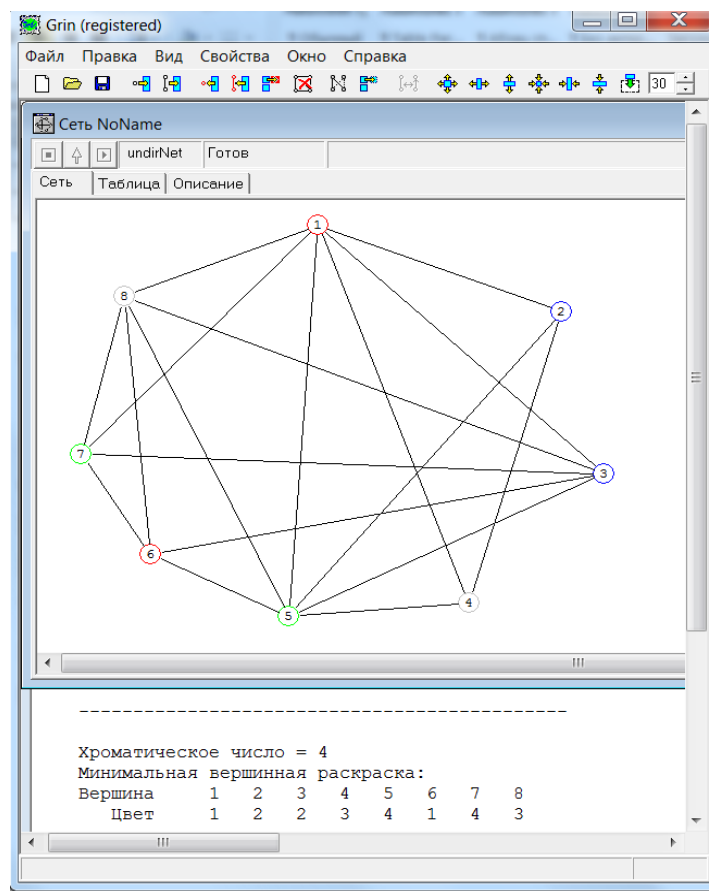 Grin (registered)
Файл Правка Вид Свойства Окно Справка
30
Сеть NoName
undirNet Готов
Сеть Таблица Описание
1
8
2
7
3
6
5
4
-----------------------------------------------
Хроматическое число = 4
Минимальная вершинная раскраска:
Вершина 1 2 3 4 5 6 7 8
Цвет 1 2 2 3 4 1 4 3